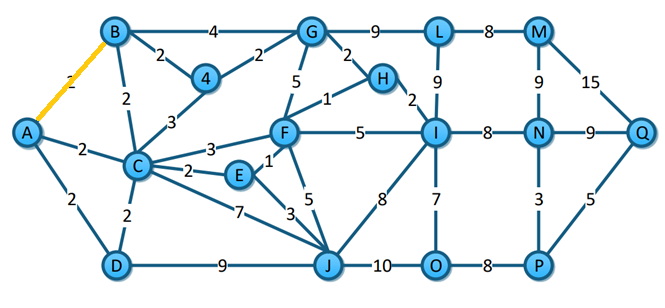 B 4 G 9 L 8 M
2 2 2
4 H
2 2 5 1 2 9 9 15
3
A 2 3 F 5 I 8 N 9 Q
C 2 E 1
2 2 7 3 5 8 7 3 5
D 9 J 10 O 8 P